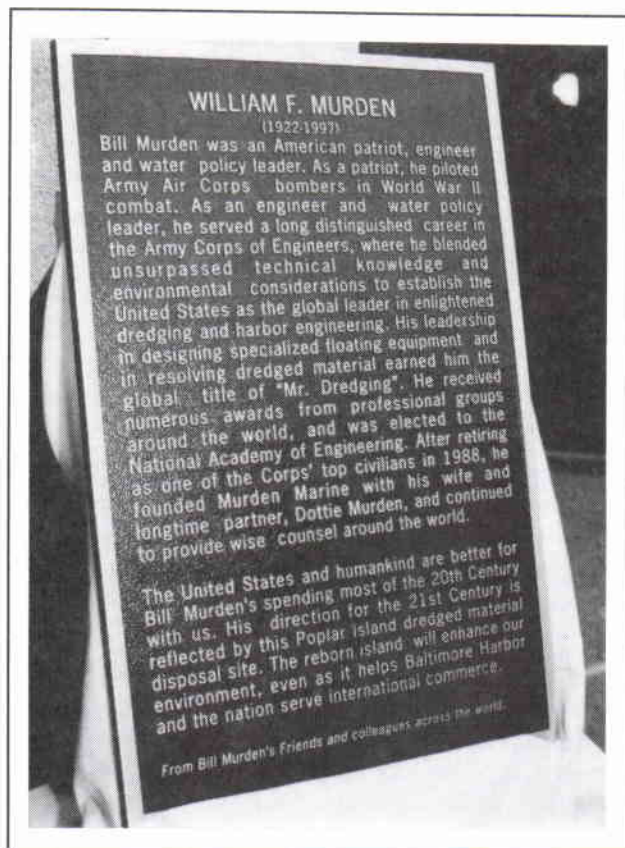 WILLIAM F. MURDEN
(1922-1997)
Bill Murden was an American patriot, engineer
and water policy leader. As a patriot, he piloted
Army Air Corps bombers in World War II
combat. As an engineer and water policy
leader, he served a long distinguished career in
the Army Corps of Engineers, where he blended
unsurpassed technical knowledge and
environmental considerations to establish the
United States as the global leader in enlightened
dredging and harbor engineering. His leadership
in designing specialized floating equipment and
in resolving dredged material earned him the
global title of "Mr. Dredging". He received
numerous awards from professional groups
around the world, and was elected to the
National Academy of Engineering. After retiring
as one of the Corps' top civilians in 1988, he
founded Murden Marine with his wife and
longtime partner, Dottie Murden, and continued
to provide wise counsel around the world.
The United States and humankind are better for
Bill Murden's spending most of the 20th Century
with us. His direction for the 21st Century is
reflected by this Poplar island dredged material
disposal site. The reborn island will enhance our
environment, even as it helps Baltimore Harbor
and the nation serve international commerce.
From Bill Murden's Friends and colleagues across the world.